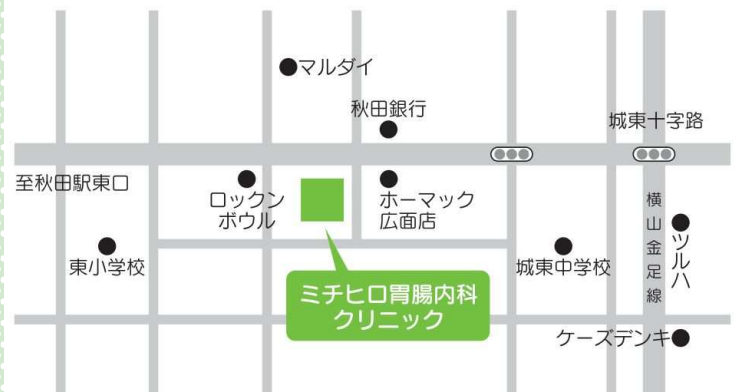 マルダイ
秋田銀行
城東十字路
至秋田駅東口
ロックン
ボウル
ホーマック
広面店
横山金足線
ツルハ
東小学校
城東中学校
ミチヒロ胃腸内科
クリニック
ケーズデンキ